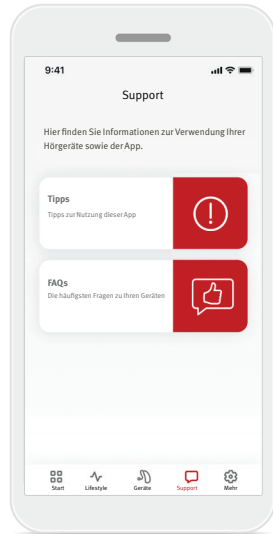 9:41
Support
Hier finden Sie Informationen zur Verwendung Ihrer
Hörgeräte sowie der App.
Tipps
Tipps zur Nutzung dieser App
FAQs
Die häufigsten Fragen zu Ihren Geräten
Start Lifestyle Geräte Support Mehr